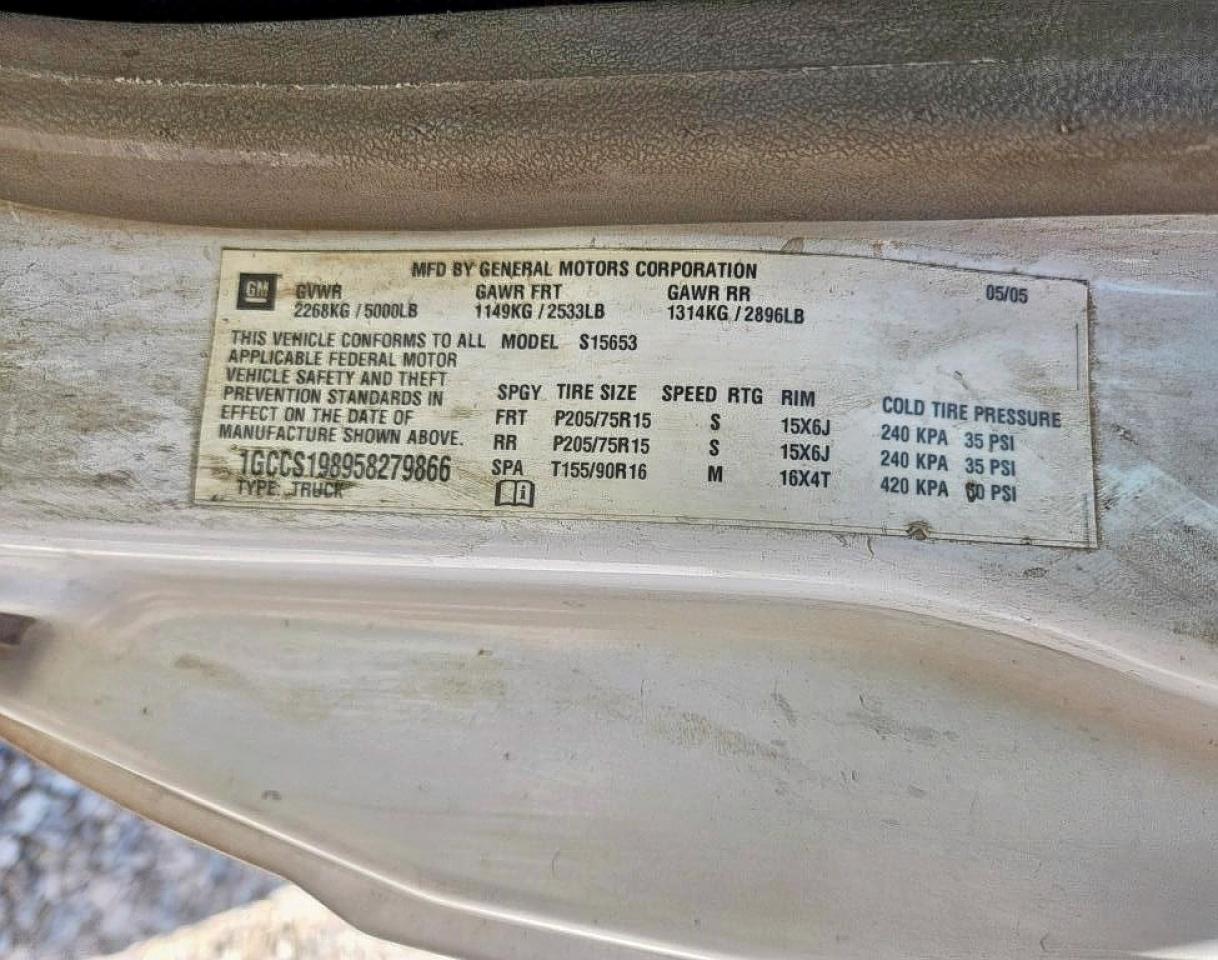 MFD BY GENERAL MOTORS CORPORATION
GM GVWR GAWR FRT GAWR RR 05/05
2268KG / 5000LB 1149KG / 2533LB 1314KG / 2896LB
THIS VEHICLE CONFORMS TO ALL MODEL S15653
APPLICABLE FEDERAL MOTOR
VEHICLE SAFETY AND THEFT
PREVENTION STANDARDS IN SPGY TIRE SIZE SPEED RTG RIM COLD TIRE PRESSURE
EFFECT ON THE DATE OF FRT P205/75R15 S 15X6J 240 KPA 35 PSI
MANUFACTURE SHOWN ABOVE. RR P205/75R15 S 15X6J 240 KPA 35 PSI
1GCCS198958279866 SPA T155/90R16 M 16X4T 420 KPA 60 PSI
TYPE: TRUCK